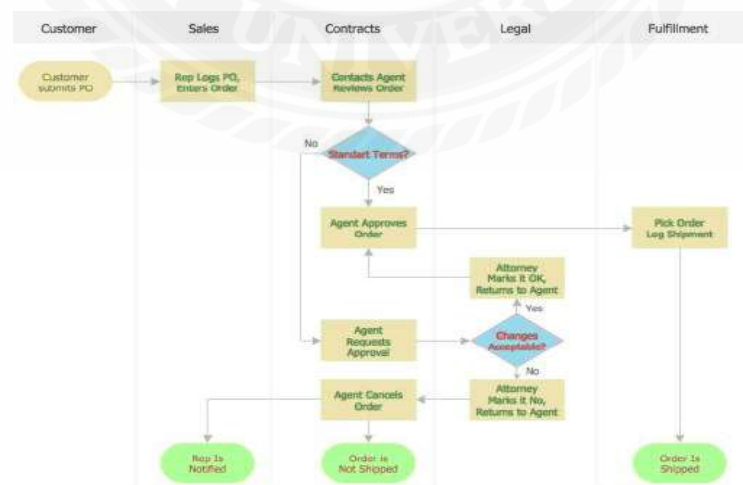 UNIVER
Customer
Sales
Contracts
Legal
Fulfillment
Customer
submits PO
Rep Logs PO,
Enters Order
Contacts Agent
Reviews Order
No
Standart Terms?
Yes
Agent Approves
Order
Pick Order
Log Shipment
Attorney
Marks it OK,
Returns to Agent
Yes
Agent
Requests
Approval
Changes
Acceptable?
No
Agent Cancels
Order
Attorney
Marks it No,
Returns to Agent
Rep Is
Notified
Order is
Not Shipped
Order Is
Shipped